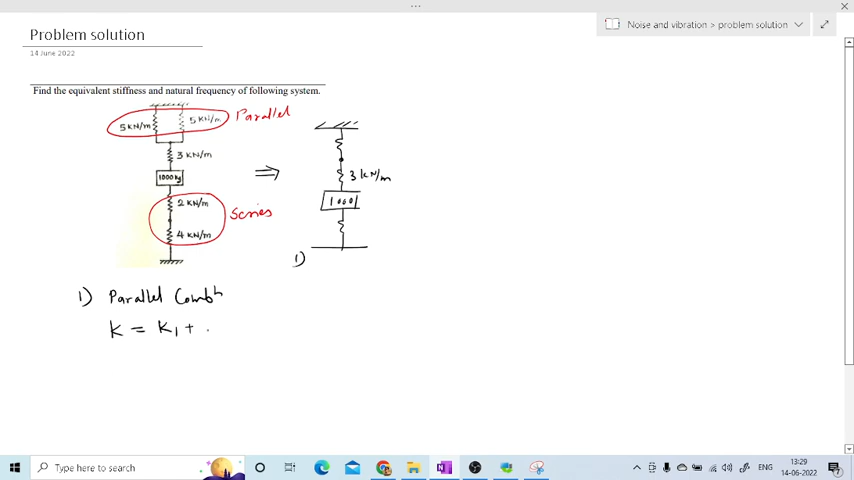 Problem solution
14 June 2022
Noise and vibration > problem solution
Find the equivalent stiffness and natural frequency of following system.
5 KN/m
5 KN/m
Parallel
3 KN/m
1000 kg
2 KN/m
4 KN/m
Series
⇒
3 KN/m
1000
1)
1) Parallel Combⁿ
K = K1 +
Type here to search
ENG
13:29
14-06-2022
7